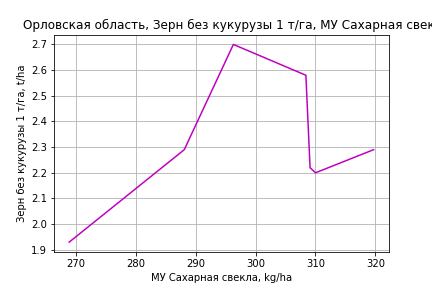 Орловская область, Зерн без кукурузы 1 т/га, МУ Сахарная свек
2.7
2.6
2.5
2.4
2.3
2.2
2.1
2.0
1.9
Зерн без кукурузы 1 т/га, t/ha
270 280 290 300 310 320
МУ Сахарная свекла, kg/ha